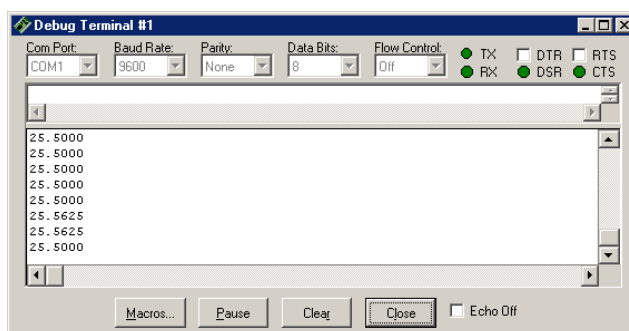 Debug Terminal #1
Com Port: Baud Rate: Parity: Data Bits: Flow Control:
COM1 9600 None 8 Off
TX DTR RTS
RX DSR CTS
25.5000
25.5000
25.5000
25.5000
25.5000
25.5625
25.5625
25.5000
Macros... Pause Clear Close Echo Off